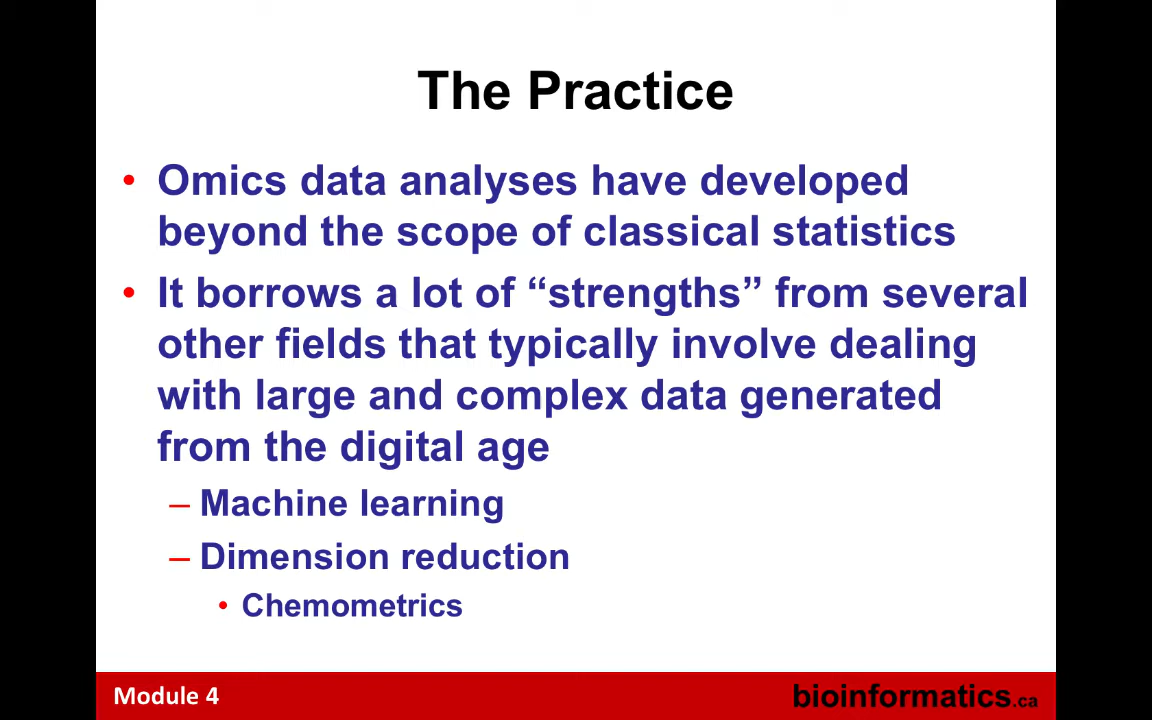 The Practice
• Omics data analyses have developed
beyond the scope of classical statistics
• It borrows a lot of “strengths” from several
other fields that typically involve dealing
with large and complex data generated
from the digital age
– Machine learning
– Dimension reduction
• Chemometrics
Module 4
bioinformatics.ca